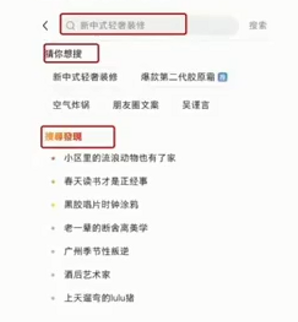 新中式轻奢装修 搜索
猜你想搜
新中式轻奢装修 爆款第二代胶原霜
空气炸锅 朋友圈文案 吴谨言
搜尋發現
小区里的流浪动物也有了家
春天读书才是正经事
黑胶唱片时钟涂鸦
老一辈的断舍离美学
广州季节性叛逆
酒后艺术家
上天遛弯的lulu猪